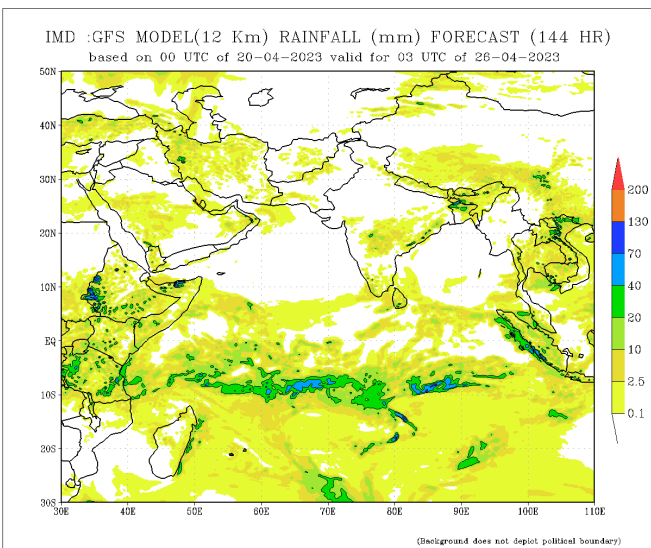 IMD :GFS MODEL(12 Km) RAINFALL (mm) FORECAST (144 HR)
based on 00 UTC of 20-04-2023 valid for 03 UTC of 26-04-2023
50N
40N
30N
20N
10N
EQ
10S
20S
30S
30E 40E 50E 60E 70E 80E 90E 100E 110E
200
130
70
40
20
10
2.5
0.1
(Background does not depict political boundary)